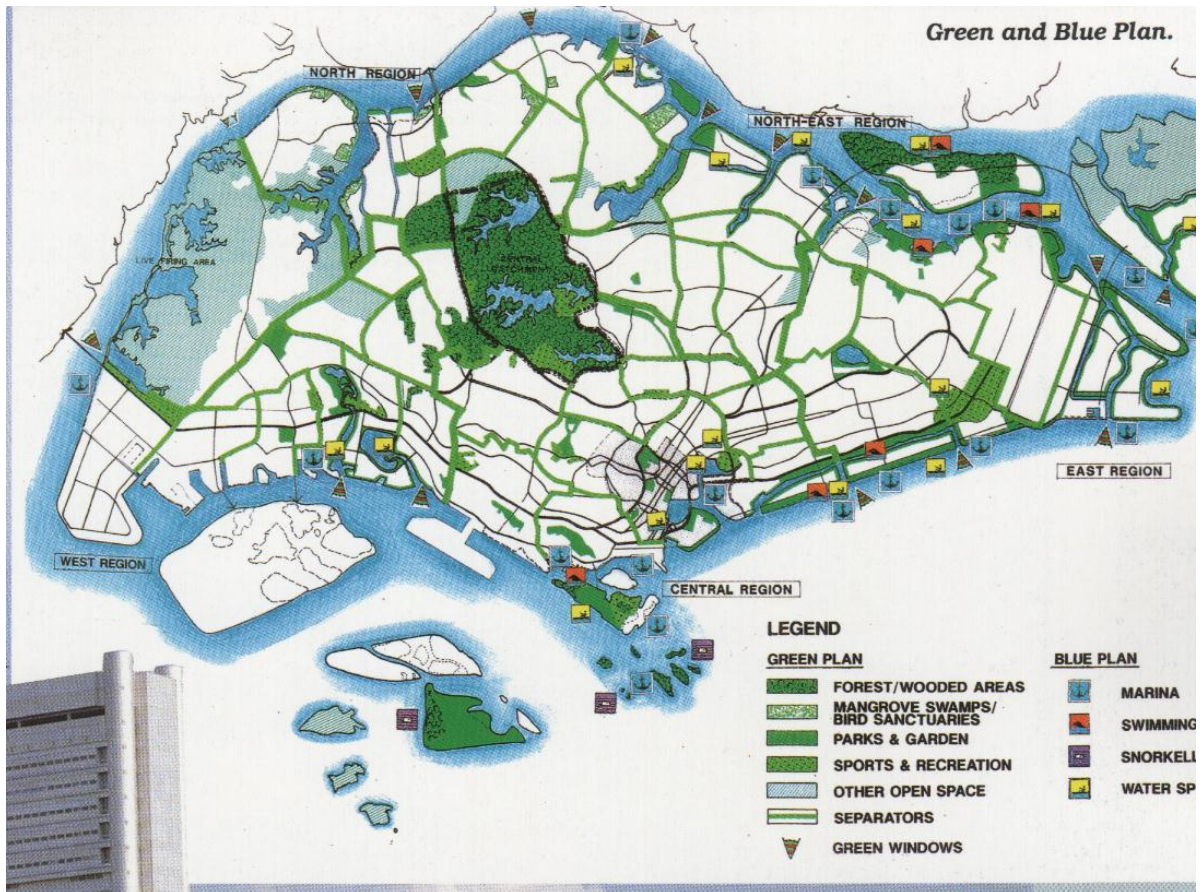 Green and Blue Plan.
NORTH REGION
NORTH-EAST REGION
LIVE FIRING AREA
CENTRAL
CATCHMENT
EAST REGION
WEST REGION
CENTRAL REGION
LEGEND
GREEN PLAN
FOREST/WOODED AREAS
MANGROVE SWAMPS/
BIRD SANCTUARIES
PARKS & GARDEN
SPORTS & RECREATION
OTHER OPEN SPACE
SEPARATORS
GREEN WINDOWS
BLUE PLAN
MARINA
SWIMMING
SNORKELL
WATER SP